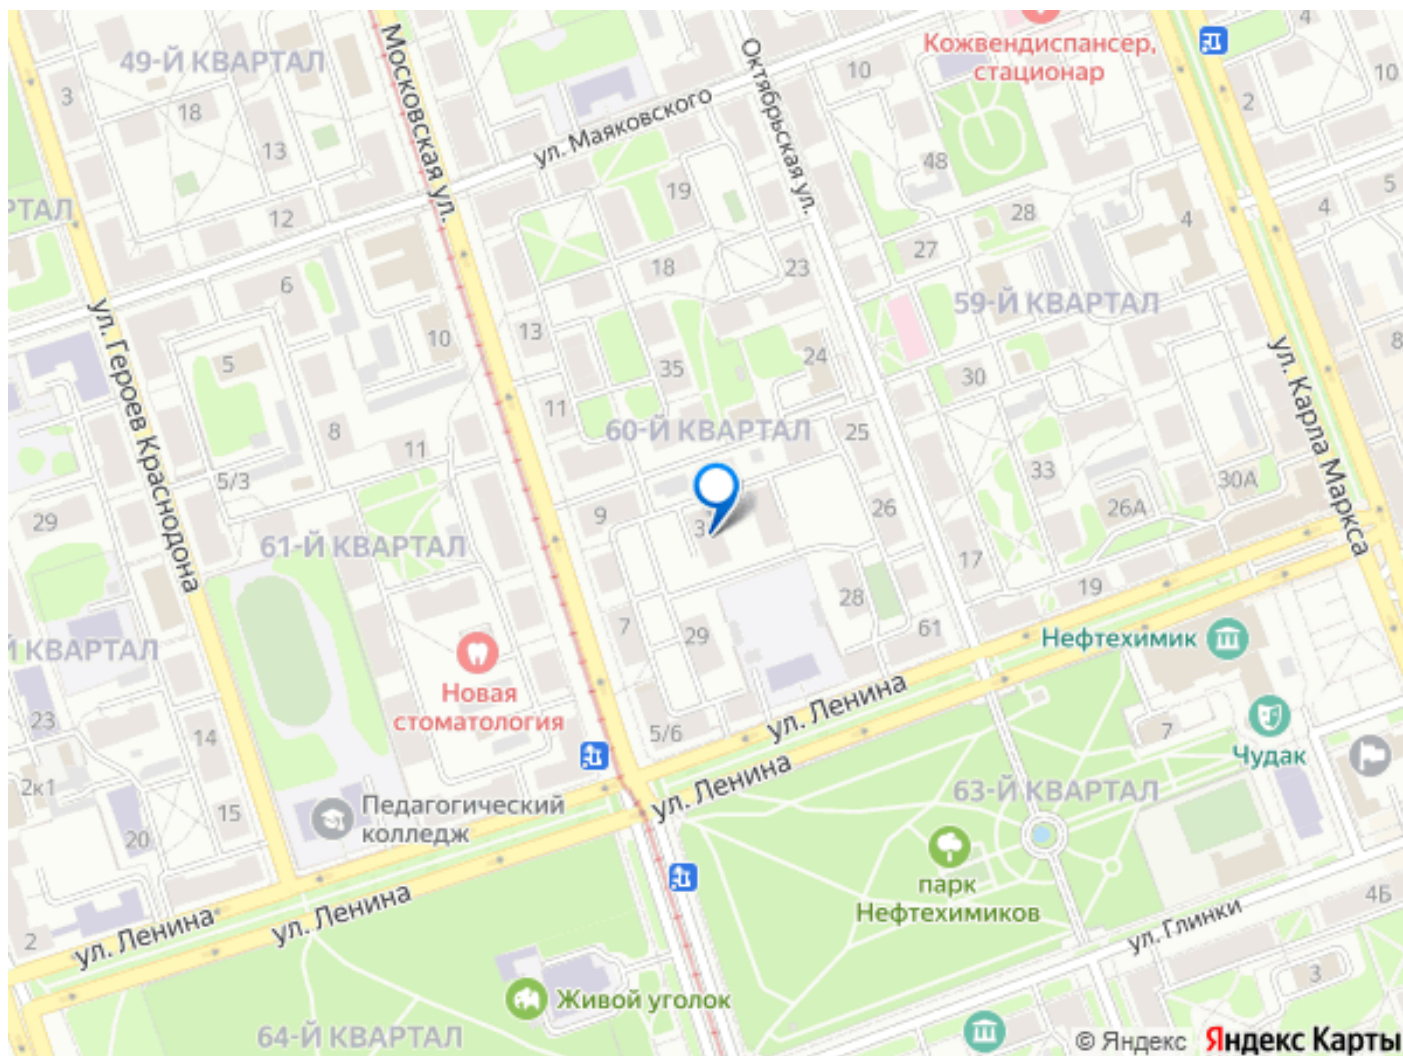 49-Й КВАРТАЛ
Московская ул.
Октябрьская ул.
Кожвендиспансер,
стационар
10
10
4
2
3
18
13
ул. Маяковского
48
19
5
4
РТАЛ
12
28
4
27
18
23
6
59-Й КВАРТАЛ
13
10
8
5
24
35
30
ул. Героев Краснодона
ул. Карла Маркса
11
60-Й КВАРТАЛ
25
8
11
33
5/3
30А
26А
26
9
29
61-Й КВАРТАЛ
17
19
28
7
29
61
Нефтехимик
Й КВАРТАЛ
Новая
стоматология
ул. Ленина
23
14
5/6
7
Чудак
2к1
ул. Ленина
63-Й КВАРТАЛ
15
Педагогический
колледж
20
парк
Нефтехимиков
4Б
ул. Ленина
ул. Ленина
ул. Глинки
2
3
Живой уголок
64-Й КВАРТАЛ
© Яндекс Яндекс Карты